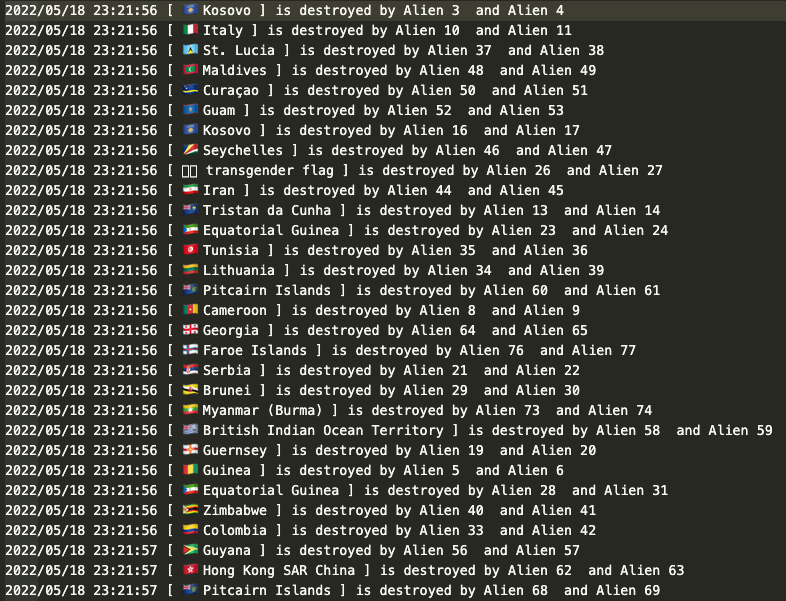 2022/05/18 23:21:56 [ 🇽🇰 Kosovo ] is destroyed by Alien 3  and Alien 4
2022/05/18 23:21:56 [ 🇮🇹 Italy ] is destroyed by Alien 10  and Alien 11
2022/05/18 23:21:56 [ 🇱🇨 St. Lucia ] is destroyed by Alien 37  and Alien 38
2022/05/18 23:21:56 [ 🇲🇻 Maldives ] is destroyed by Alien 48  and Alien 49
2022/05/18 23:21:56 [ 🇨🇼 Curaçao ] is destroyed by Alien 50  and Alien 51
2022/05/18 23:21:56 [ 🇬🇺 Guam ] is destroyed by Alien 52  and Alien 53
2022/05/18 23:21:56 [ 🇽🇰 Kosovo ] is destroyed by Alien 16  and Alien 17
2022/05/18 23:21:56 [ 🇸🇨 Seychelles ] is destroyed by Alien 46  and Alien 47
2022/05/18 23:21:56 [ ▯▯ transgender flag ] is destroyed by Alien 26  and Alien 27
2022/05/18 23:21:56 [ 🇮🇷 Iran ] is destroyed by Alien 44  and Alien 45
2022/05/18 23:21:56 [ 🇹🇦 Tristan da Cunha ] is destroyed by Alien 13  and Alien 14
2022/05/18 23:21:56 [ 🇬🇶 Equatorial Guinea ] is destroyed by Alien 23  and Alien 24
2022/05/18 23:21:56 [ 🇹🇳 Tunisia ] is destroyed by Alien 35  and Alien 36
2022/05/18 23:21:56 [ 🇱🇹 Lithuania ] is destroyed by Alien 34  and Alien 39
2022/05/18 23:21:56 [ 🇵🇳 Pitcairn Islands ] is destroyed by Alien 60  and Alien 61
2022/05/18 23:21:56 [ 🇨🇲 Cameroon ] is destroyed by Alien 8  and Alien 9
2022/05/18 23:21:56 [ 🇬🇪 Georgia ] is destroyed by Alien 64  and Alien 65
2022/05/18 23:21:56 [ 🇫🇴 Faroe Islands ] is destroyed by Alien 76  and Alien 77
2022/05/18 23:21:56 [ 🇷🇸 Serbia ] is destroyed by Alien 21  and Alien 22
2022/05/18 23:21:56 [ 🇧🇳 Brunei ] is destroyed by Alien 29  and Alien 30
2022/05/18 23:21:56 [ 🇲🇲 Myanmar (Burma) ] is destroyed by Alien 73  and Alien 74
2022/05/18 23:21:56 [ 🇮🇴 British Indian Ocean Territory ] is destroyed by Alien 58  and Alien 59
2022/05/18 23:21:56 [ 🇬🇬 Guernsey ] is destroyed by Alien 19  and Alien 20
2022/05/18 23:21:56 [ 🇬🇳 Guinea ] is destroyed by Alien 5  and Alien 6
2022/05/18 23:21:56 [ 🇬🇶 Equatorial Guinea ] is destroyed by Alien 28  and Alien 31
2022/05/18 23:21:56 [ 🇿🇼 Zimbabwe ] is destroyed by Alien 40  and Alien 41
2022/05/18 23:21:56 [ 🇨🇴 Colombia ] is destroyed by Alien 33  and Alien 42
2022/05/18 23:21:57 [ 🇬🇾 Guyana ] is destroyed by Alien 56  and Alien 57
2022/05/18 23:21:57 [ 🇭🇰 Hong Kong SAR China ] is destroyed by Alien 62  and Alien 63
2022/05/18 23:21:57 [ 🇵🇳 Pitcairn Islands ] is destroyed by Alien 68  and Alien 69